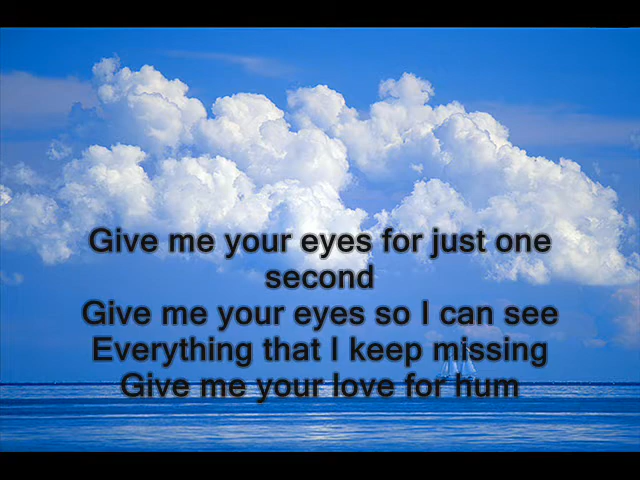 Give me your eyes for just one
second
Give me your eyes so I can see
Everything that I keep missing
Give me your love for hum